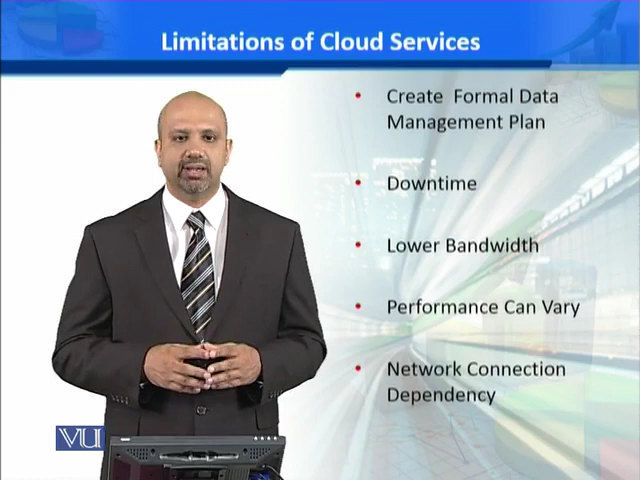 Limitations of Cloud Services
• Create Formal Data
Management Plan
• Downtime
• Lower Bandwidth
• Performance Can Vary
• Network Connection
Dependency
VU